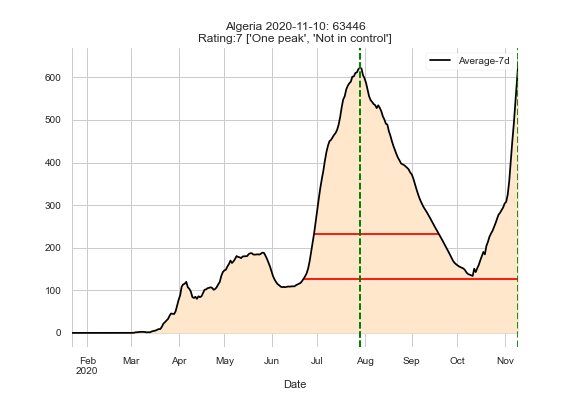 Algeria 2020-11-10: 63446
Rating:7 ['One peak', 'Not in control']
Average-7d
600
500
400
300
200
100
0
Feb Mar Apr May Jun Jul Aug Sep Oct Nov
2020
Date